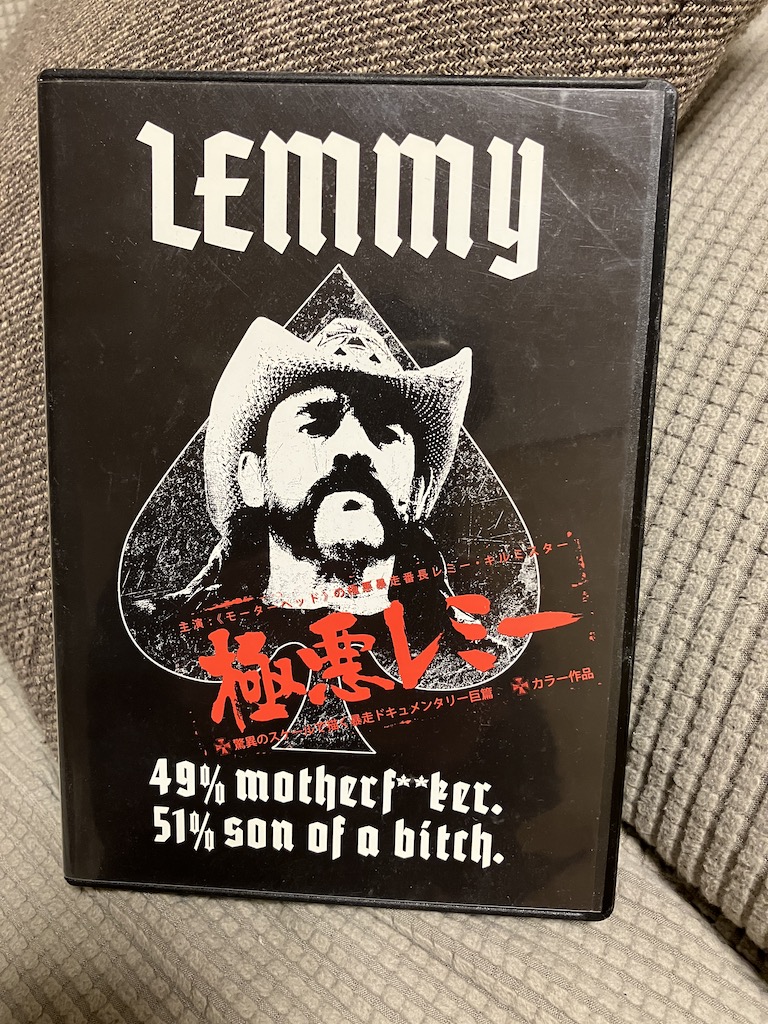 LEMMY
主演:《モーターヘッド》の極悪暴走番長レミー・キルミスター
極悪レミー
驚異のスケールで描く暴走ドキュメンタリー巨篇 カラー作品
49% motherf**ker.
51% son of a bitch.